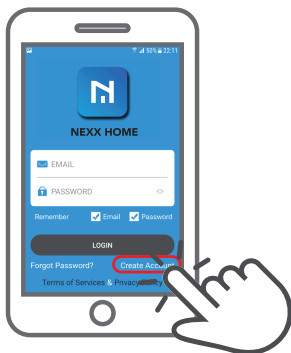 50% 22:11
NEXX HOME
EMAIL
PASSWORD
Remember Email Password
LOGIN
Forgot Password? Create Account
Terms of Services & Privacy